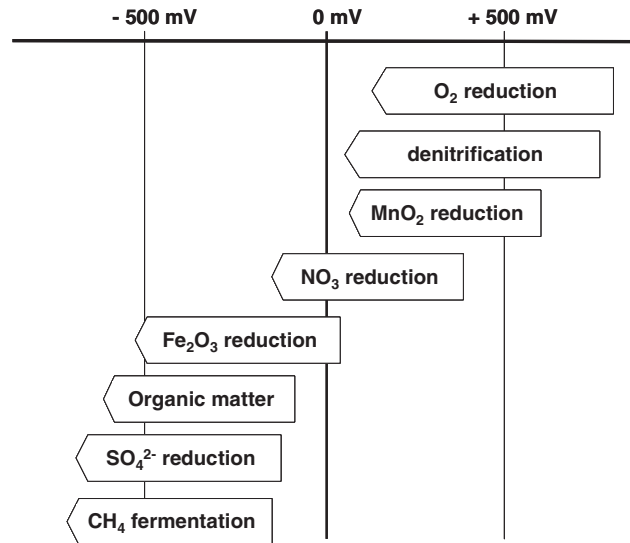 - 500 mV 0 mV + 500 mV
O₂ reduction
denitrification
MnO₂ reduction
NO₃ reduction
Fe₂O₃ reduction
Organic matter
SO₄²⁻ reduction
CH₄ fermentation